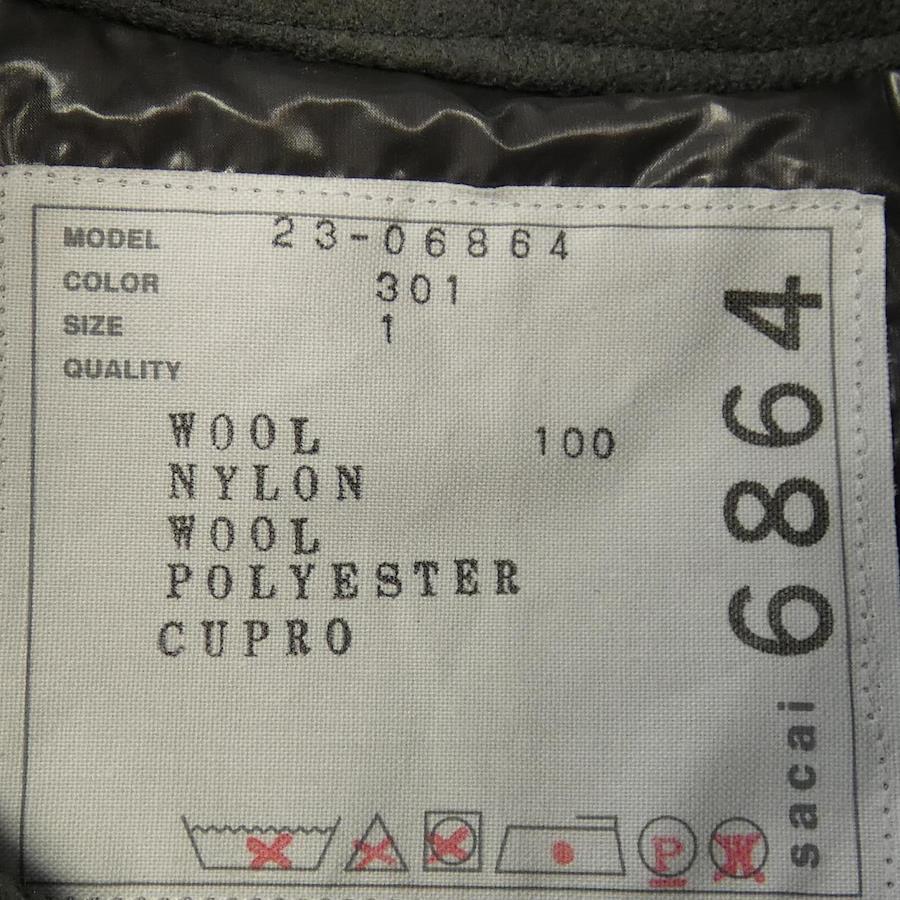 MODEL 23-06864
COLOR 301
SIZE 1
QUALITY
WOOL 100
NYLON
WOOL
POLYESTER
CUPRO
sacai 6864
P
W